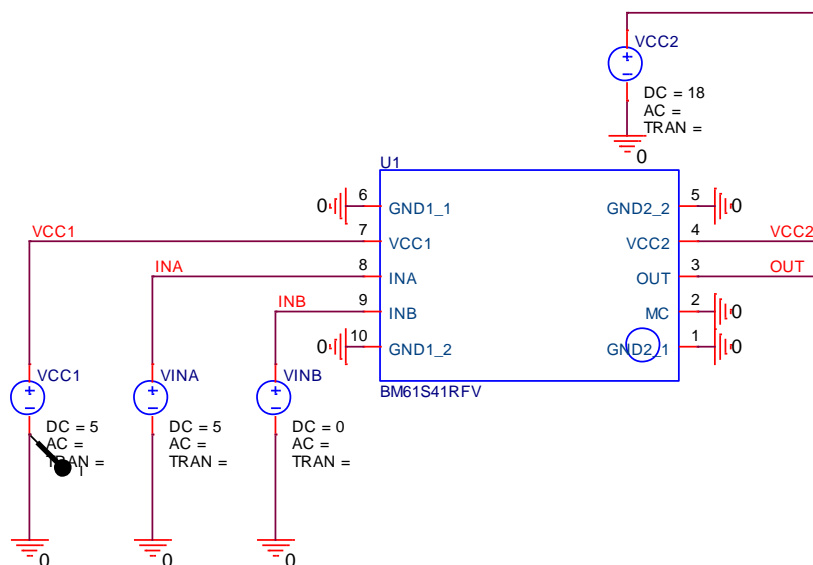 VCC2
DC = 18
AC =
TRAN =
0
U1
0
6
GND1_1
GND2_2
5
0
VCC1
7
VCC1
VCC2
4
VCC2
INA
8
INA
OUT
3
OUT
INB
9
INB
MC
2
0
0
10
GND1_2
GND2_1
1
0
BM61S41RFV
VCC1
DC = 5
AC =
TRAN =
I
0
VINA
DC = 5
AC =
TRAN =
0
VINB
DC = 0
AC =
TRAN =
0